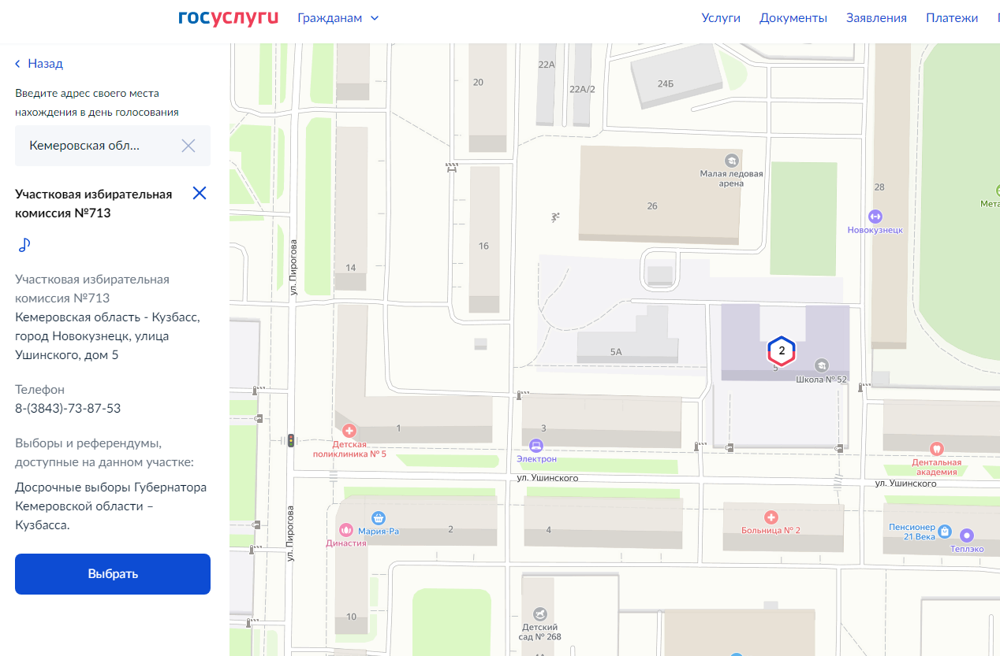 госуслуги Гражданам Услуги Документы Заявления Платежи
Назад
Введите адрес своего места
нахождения в день голосования
Кемеровская обл...
Участковая избирательная
комиссия №713
Участковая избирательная
комиссия №713
Кемеровская область - Кузбасс,
город Новокузнецк, улица
Ушинского, дом 5
Телефон
8-(3843)-73-87-53
Выборы и референдумы,
доступные на данном участке:
Досрочные выборы Губернатора
Кемеровской области –
Кузбасса.
Выбрать
22А
20
22А/2
24Б
Малая ледовая
арена
26
28
Мета
Новокузнецк
16
14
ул. Пирогова
5А
2
5
Школа № 52
1
3
Детская
поликлиника № 5
Электрон
Дентальная
академия
ул. Ушинского
ул. Ушинского
ул. Пирогова
Мария-Ра
Династия
2
4
Больница № 2
Пенсионер
21 Века
Теплэко
10
Детский
сад № 268